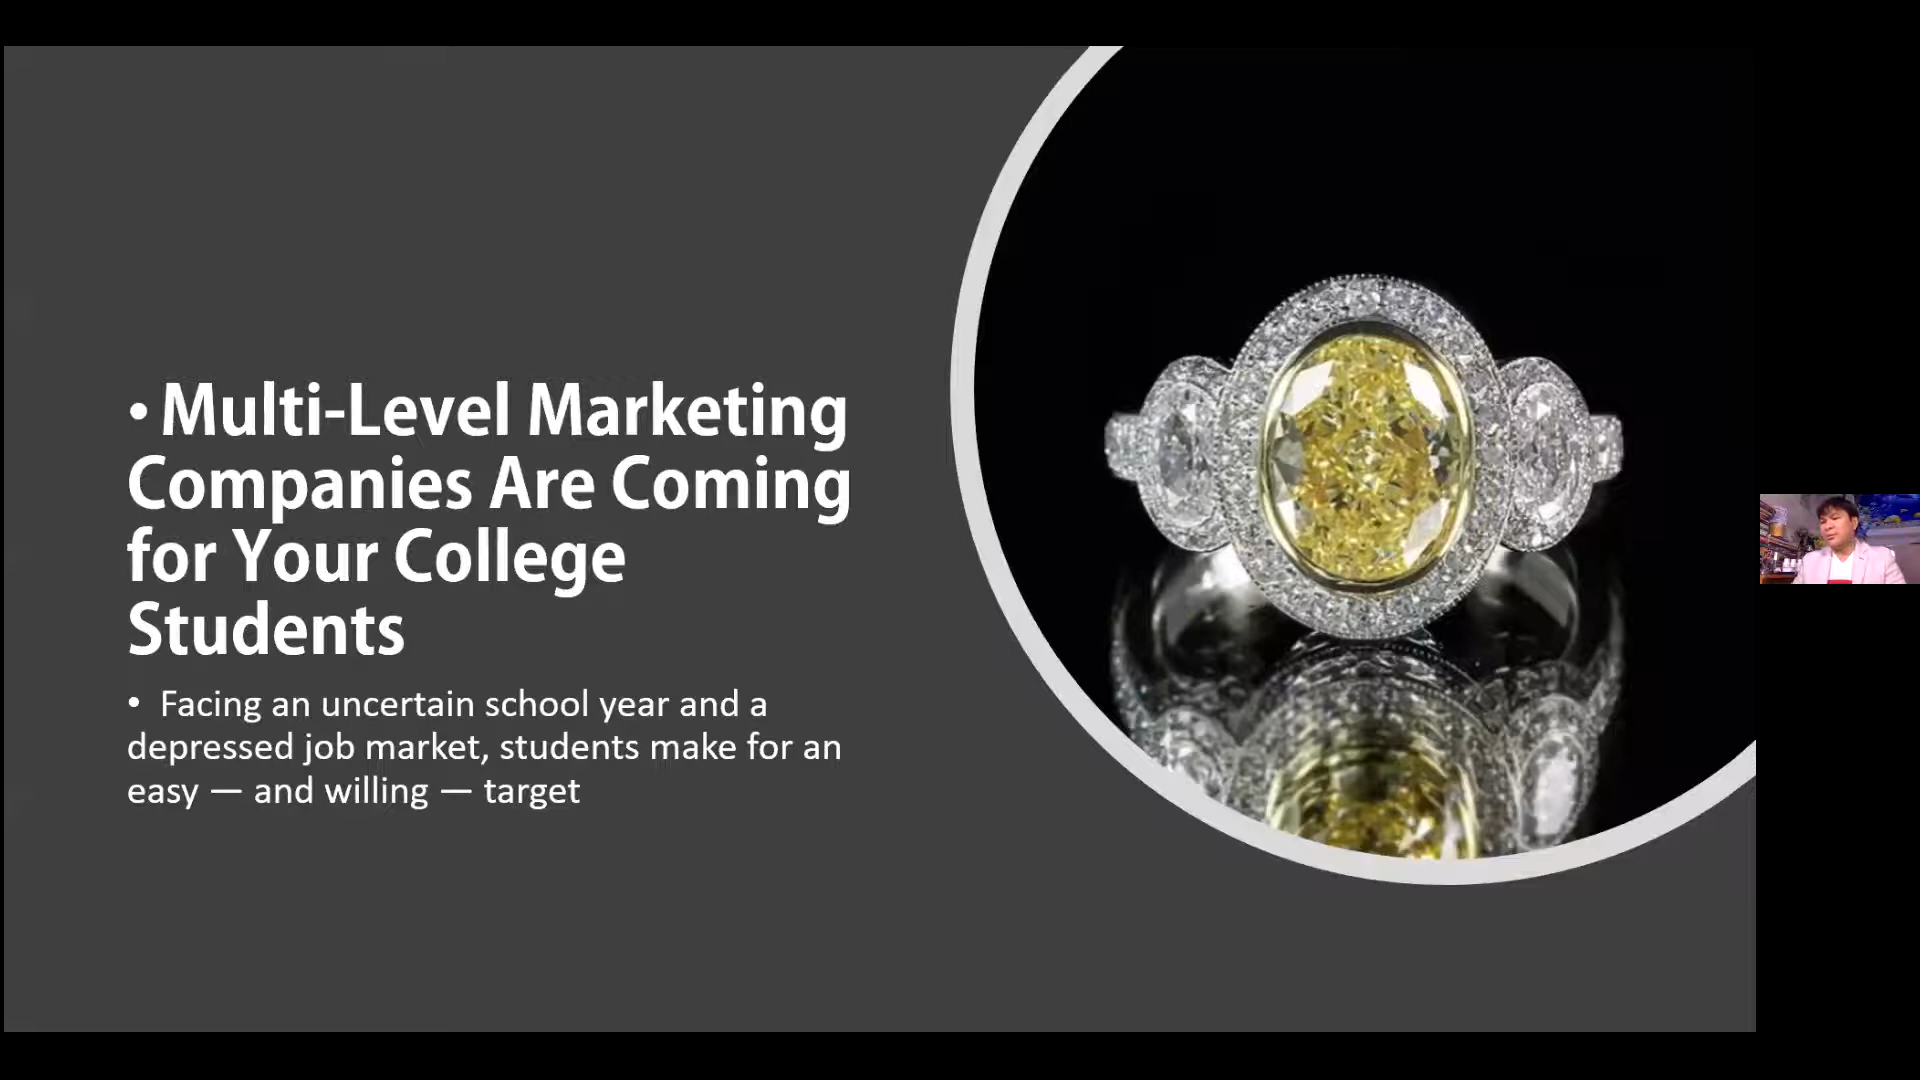 • Multi-Level Marketing
Companies Are Coming
for Your College
Students
• Facing an uncertain school year and a
depressed job market, students make for an
easy — and willing — target